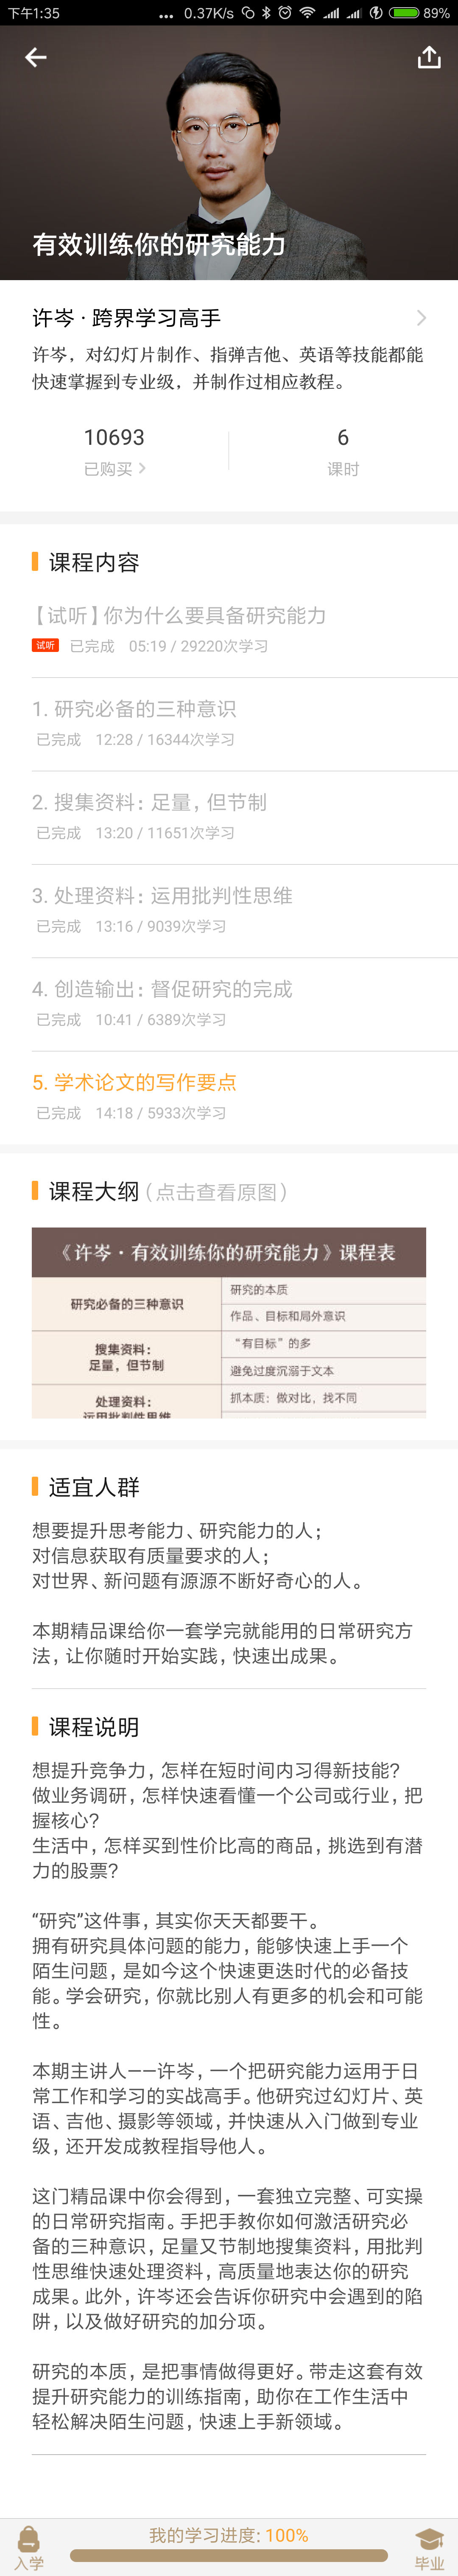 下午1:35
... 0.37K/s
89%
有效训练你的研究能力
许岑 · 跨界学习高手
许岑，对幻灯片制作、指弹吉他、英语等技能都能
快速掌握到专业级，并制作过相应教程。
10693
6
已购买
课时
课程内容
【试听】你为什么要具备研究能力
试听 已完成 05:19 / 29220次学习
1. 研究必备的三种意识
已完成 12:28 / 16344次学习
2. 搜集资料：足量，但节制
已完成 13:20 / 11651次学习
3. 处理资料：运用批判性思维
已完成 13:16 / 9039次学习
4. 创造输出：督促研究的完成
已完成 10:41 / 6389次学习
5. 学术论文的写作要点
已完成 14:18 / 5933次学习
课程大纲（点击查看原图）
《许岑·有效训练你的研究能力》课程表
研究必备的三种意识
研究的本质
作品、目标和局外意识
搜集资料：
足量，但节制
“有目标”的多
避免过度沉溺于文本
处理资料：
运用批判性思维
抓本质：做对比，找不同
适宜人群
想要提升思考能力、研究能力的人；
对信息获取有质量要求的人；
对世界、新问题有源源不断好奇心的人。
本期精品课给你一套学完就能用的日常研究方
法，让你随时开始实践，快速出成果。
课程说明
想提升竞争力，怎样在短时间内习得新技能？
做业务调研，怎样快速看懂一个公司或行业，把
握核心？
生活中，怎样买到性价比高的商品，挑选到有潜
力的股票？
“研究”这件事，其实你天天都要干。
拥有研究具体问题的能力，能够快速上手一个
陌生问题，是如今这个快速更迭时代的必备技
能。学会研究，你就比别人有更多的机会和可能
性。
本期主讲人——许岑，一个把研究能力运用于日
常工作和学习的实战高手。他研究过幻灯片、英
语、吉他、摄影等领域，并快速从入门做到专业
级，还开发成教程指导他人。
这门精品课中你会得到，一套独立完整、可实操
的日常研究指南。手把手教你如何激活研究必
备的三种意识，足量又节制地搜集资料，用批判
性思维快速处理资料，高质量地表达你的研究
成果。此外，许岑还会告诉你研究中会遇到的陷
阱，以及做好研究的加分项。
研究的本质，是把事情做得更好。带走这套有效
提升研究能力的训练指南，助你在工作生活中
轻松解决陌生问题，快速上手新领域。
我的学习进度: 100%
入学
毕业